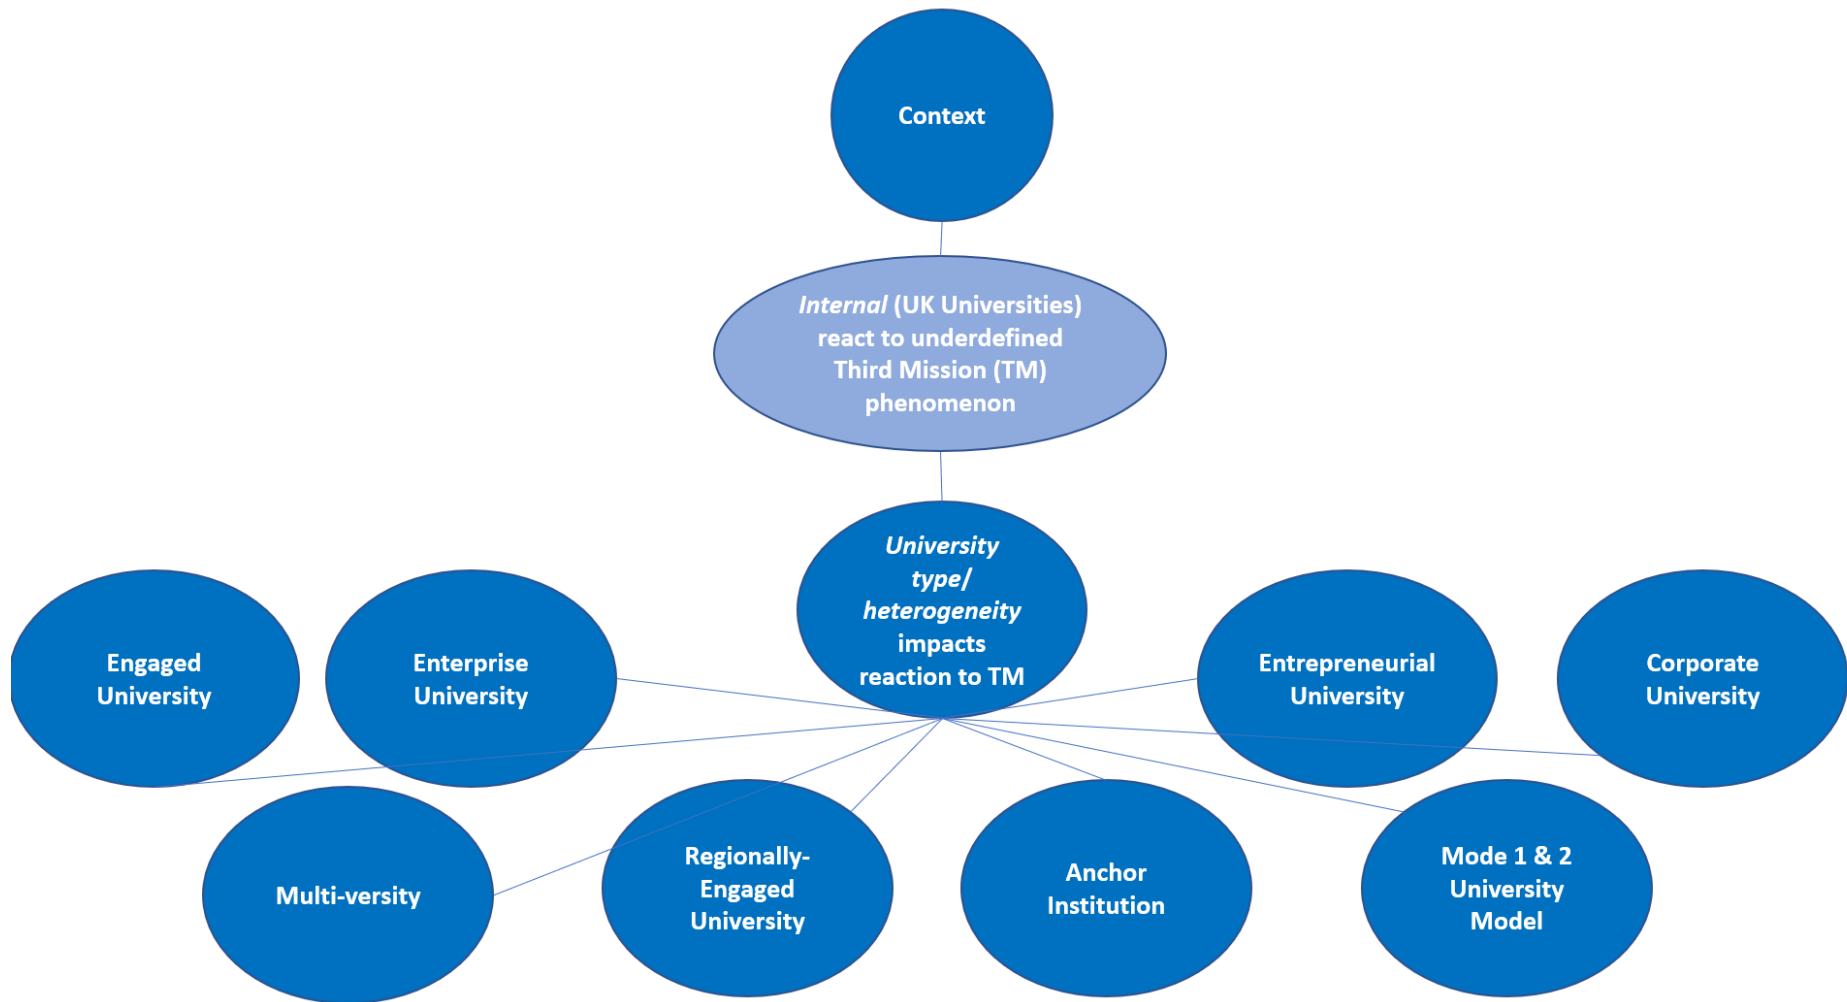 Context
Internal (UK Universities)
react to underdefined
Third Mission (TM)
phenomenon
University
type/
heterogeneity
impacts
reaction to TM
Engaged
University
Enterprise
University
Entrepreneurial
University
Corporate
University
Multi-versity
Regionally-
Engaged
University
Anchor
Institution
Mode 1 & 2
University
Model